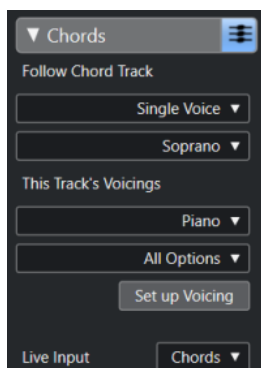 Chords
Follow Chord Track
Single Voice
Soprano
This Track's Voicings
Piano
All Options
Set up Voicing
Live Input Chords